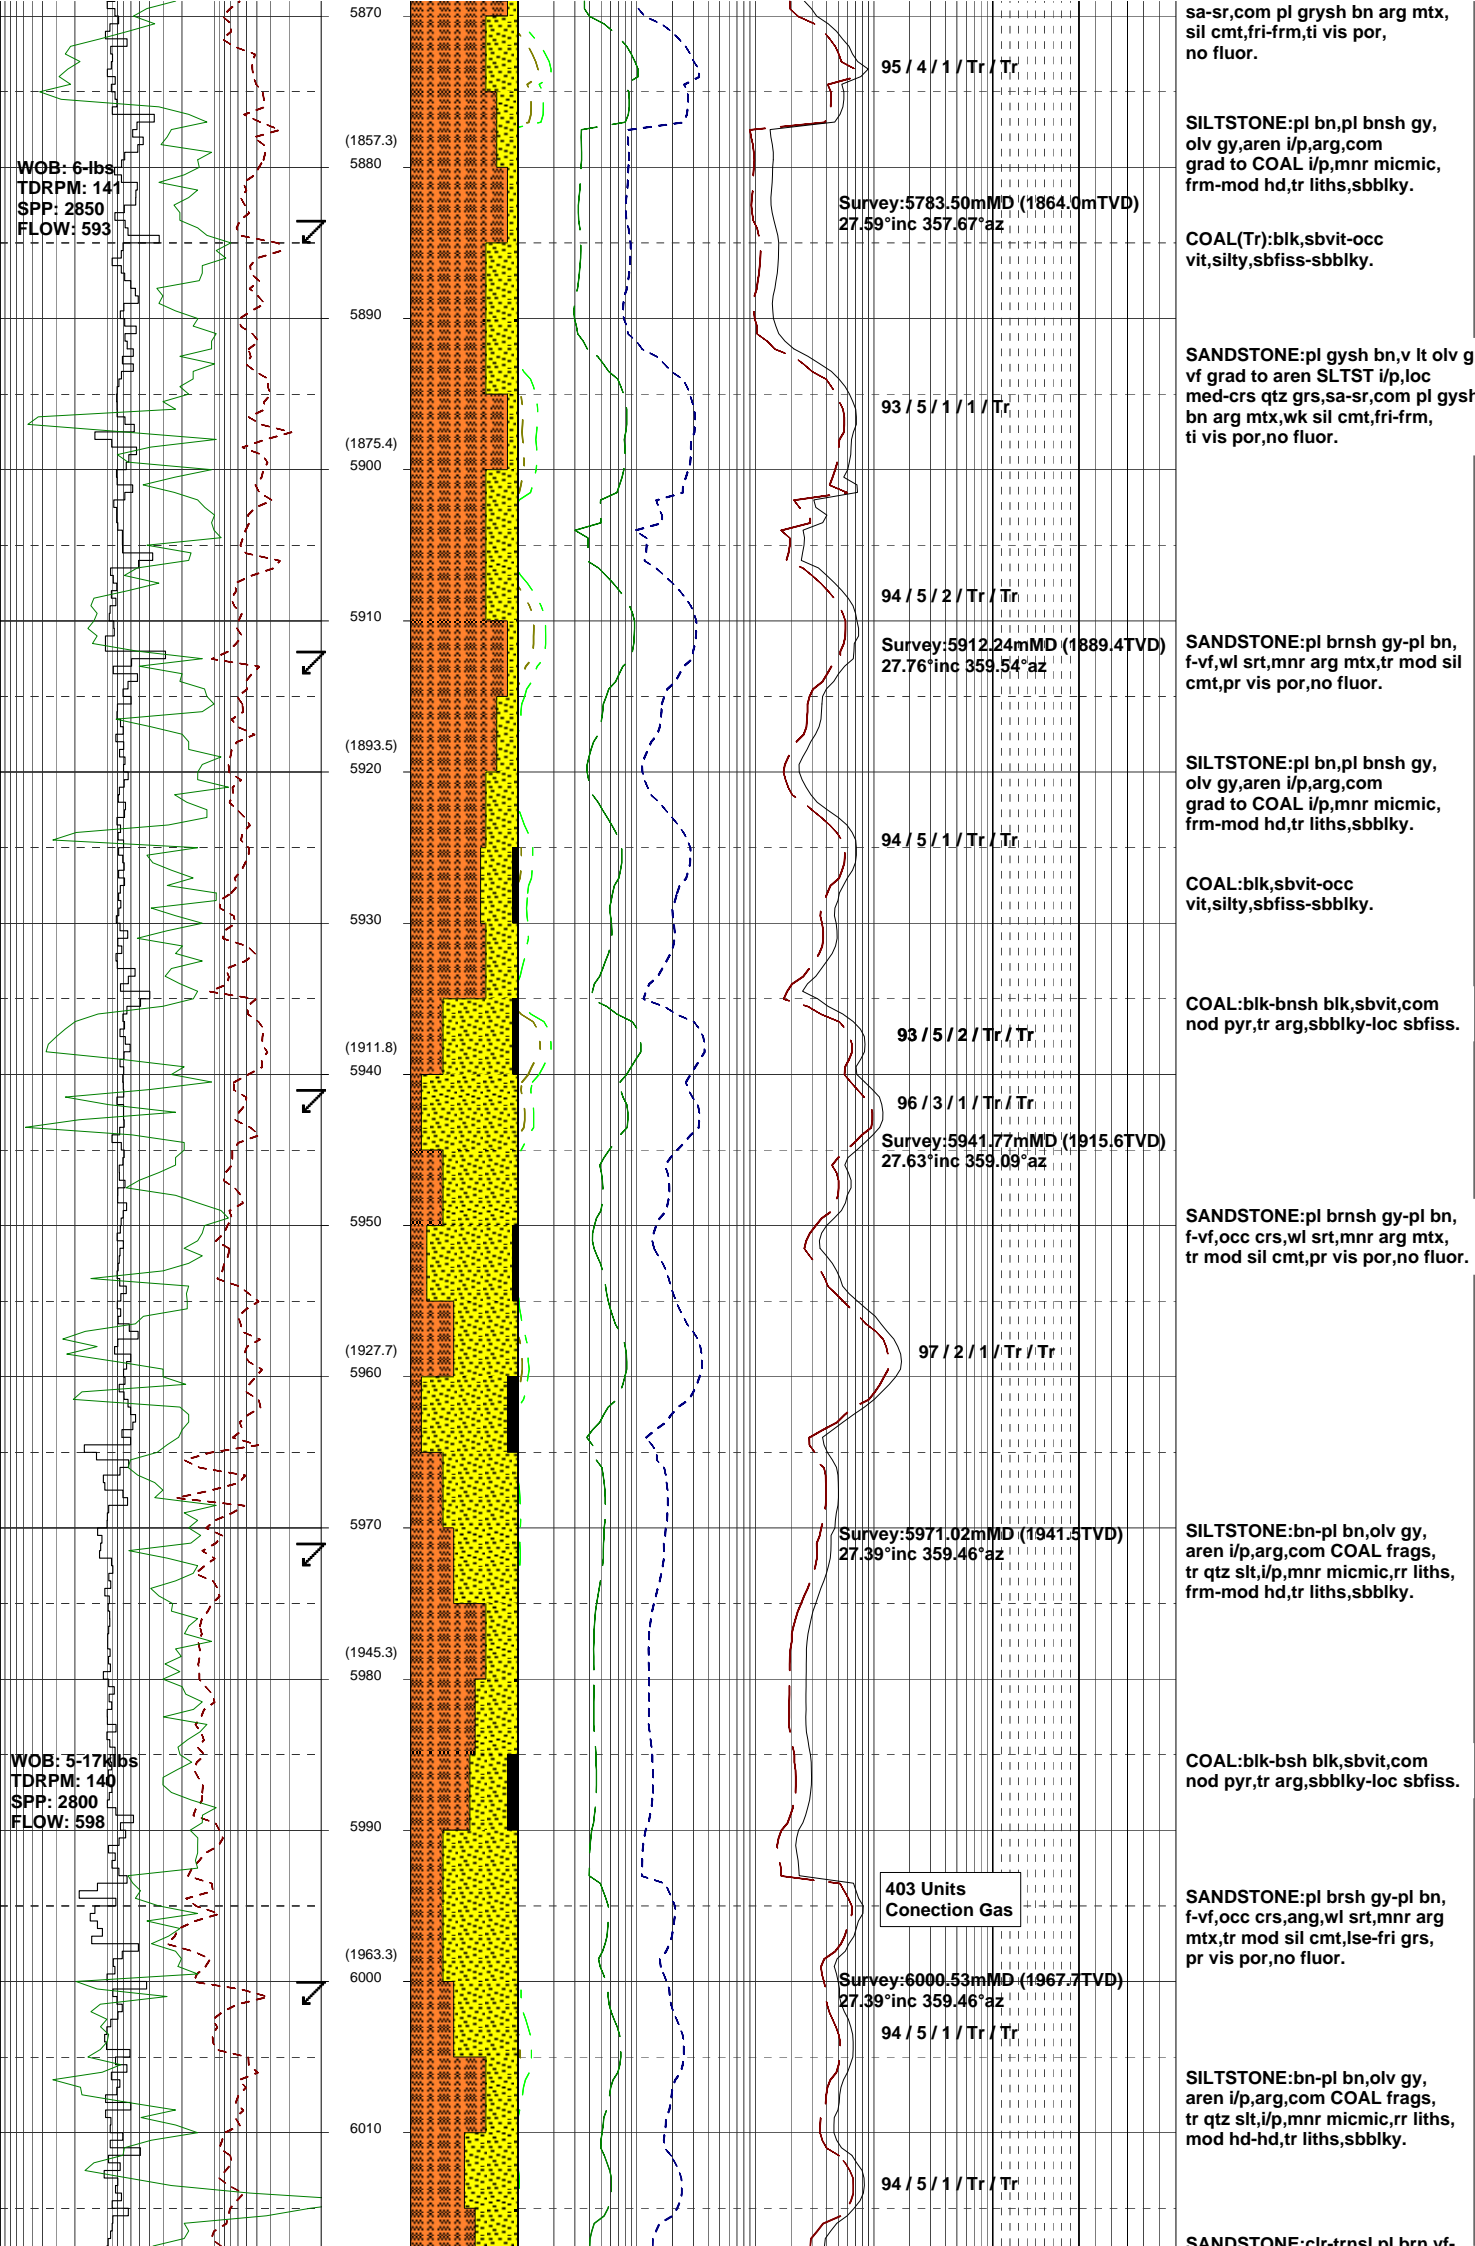 5870
(1857.3)
5880
5890
(1875.4)
5900
5910
(1893.5)
5920
5930
(1911.8)
5940
5950
(1927.7)
5960
5970
(1945.3)
5980
5990
(1963.3)
6000
6010
WOB: 6-lbs
TDRPM: 141
SPP: 2850
FLOW: 593
WOB: 5-17klbs
TDRPM: 140
SPP: 2800
FLOW: 598
95 / 4 / 1 / Tr / Tr
Survey:5783.50mMD (1864.0mTVD)
27.59°inc 357.67°az
93 / 5 / 1 / 1 / Tr
94 / 5 / 2 / Tr / Tr
Survey:5912.24mMD (1889.4TVD)
27.76°inc 359.54°az
94 / 5 / 1 / Tr / Tr
93 / 5 / 2 / Tr / Tr
96 / 3 / 1 / Tr / Tr
Survey:5941.77mMD (1915.6TVD)
27.63°inc 359.09°az
97 / 2 / 1 / Tr / Tr
Survey:5971.02mMD (1941.5TVD)
27.39°inc 359.46°az
403 Units
Conection Gas
Survey:6000.53mMD (1967.7TVD)
27.39°inc 359.46°az
94 / 5 / 1 / Tr / Tr
94 / 5 / 1 / Tr / Tr
sa-sr,com pl grysh bn arg mtx,
sil cmt,fri-frm,ti vis por,
no fluor.
SILTSTONE:pl bn,pl bnsh gy,
olv gy,aren i/p,arg,com
grad to COAL i/p,mnr micmic,
frm-mod hd,tr liths,sbblky.
COAL(Tr):blk,sbvit-occ
vit,silty,sbfiss-sbblky.
SANDSTONE:pl gysh bn,v lt olv g
vf grad to aren SLTST i/p,loc
med-crs qtz grs,sa-sr,com pl gysh
bn arg mtx,wk sil cmt,fri-frm,
ti vis por,no fluor.
SANDSTONE:pl brnsh gy-pl bn,
f-vf,wl srt,mnr arg mtx,tr mod sil
cmt,pr vis por,no fluor.
SILTSTONE:pl bn,pl bnsh gy,
olv gy,aren i/p,arg,com
grad to COAL i/p,mnr micmic,
frm-mod hd,tr liths,sbblky.
COAL:blk,sbvit-occ
vit,silty,sbfiss-sbblky.
COAL:blk-bnsh blk,sbvit,com
nod pyr,tr arg,sbblky-loc sbfiss.
SANDSTONE:pl brnsh gy-pl bn,
f-vf,occ crs,wl srt,mnr arg mtx,
tr mod sil cmt,pr vis por,no fluor.
SILTSTONE:bn-pl bn,olv gy,
aren i/p,arg,com COAL frags,
tr qtz slt,i/p,mnr micmic,rr liths,
frm-mod hd,tr liths,sbblky.
COAL:blk-bsh blk,sbvit,com
nod pyr,tr arg,sbblky-loc sbfiss.
SANDSTONE:pl brsh gy-pl bn,
f-vf,occ crs,ang,wl srt,mnr arg
mtx,tr mod sil cmt,lse-fri grs,
pr vis por,no fluor.
SILTSTONE:bn-pl bn,olv gy,
aren i/p,arg,com COAL frags,
tr qtz slt,i/p,mnr micmic,rr liths,
mod hd-hd,tr liths,sbblky.
SANDSTONE:clr-trnsl,pl brn,vf-